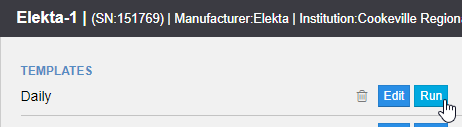 Elekta-1 | (SN:151769) | Manufacturer:Elekta | Institution:Cookeville Regiona
TEMPLATES
Daily Edit Run